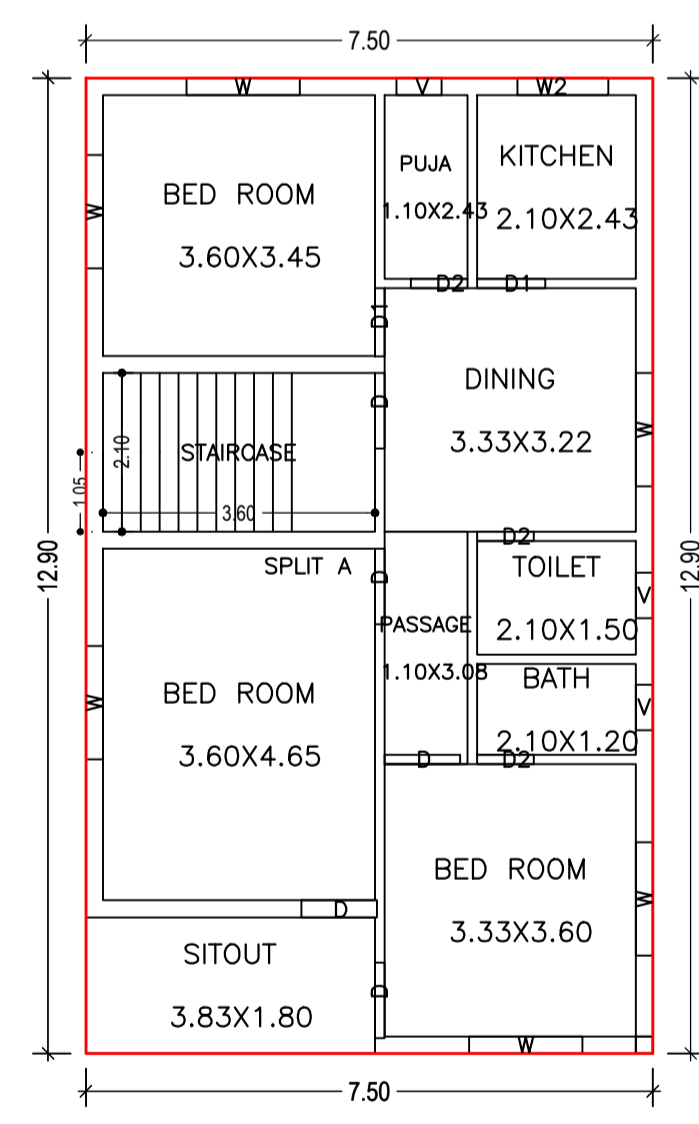 7.50
W
V
W2
PUJA
KITCHEN
BED ROOM
1.10X2.43
2.10X2.43
W
3.60X3.45
D2
D1
D1
DINING
D
3.33X3.22
W
STAIRCASE
2.10
1.05
3.60
D2
12.90
12.90
SPLIT A
D
TOILET
V
PASSAGE
2.10X1.50
1.10X3.08
BATH
BED ROOM
W
V
2.10X1.20
3.60X4.65
D
D2
BED ROOM
W
D
3.33X3.60
SITOUT
D
3.83X1.80
W
7.50